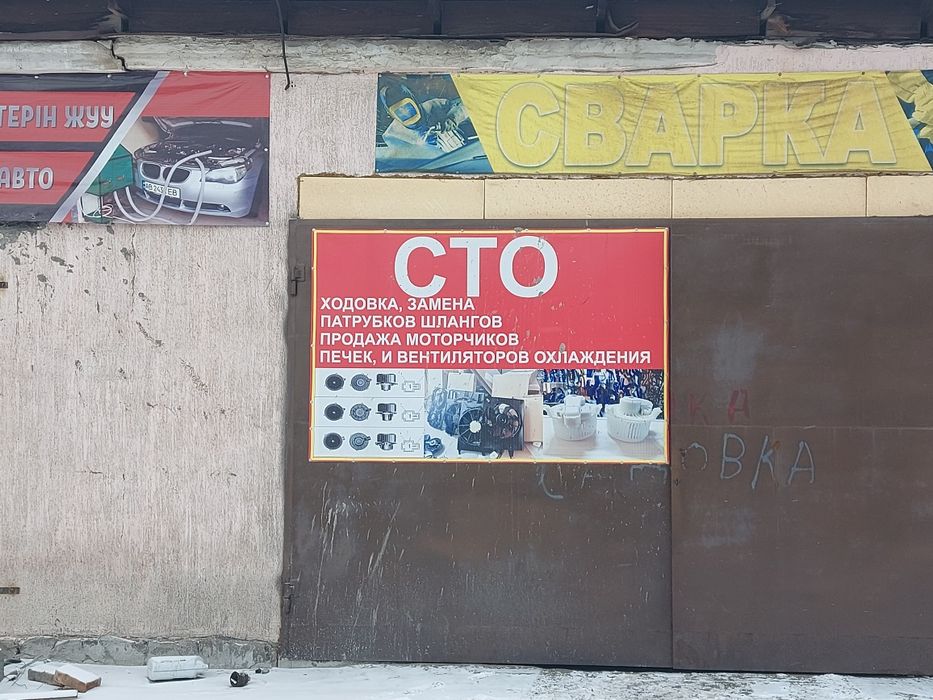 ТЕРІН ЖУУ
АВТО
СВАРКА
СТО
ХОДОВКА, ЗАМЕНА
ПАТРУБКОВ ШЛАНГОВ
ПРОДАЖА МОТОРЧИКОВ
ПЕЧЕК, И ВЕНТИЛЯТОРОВ ОХЛАЖДЕНИЯ